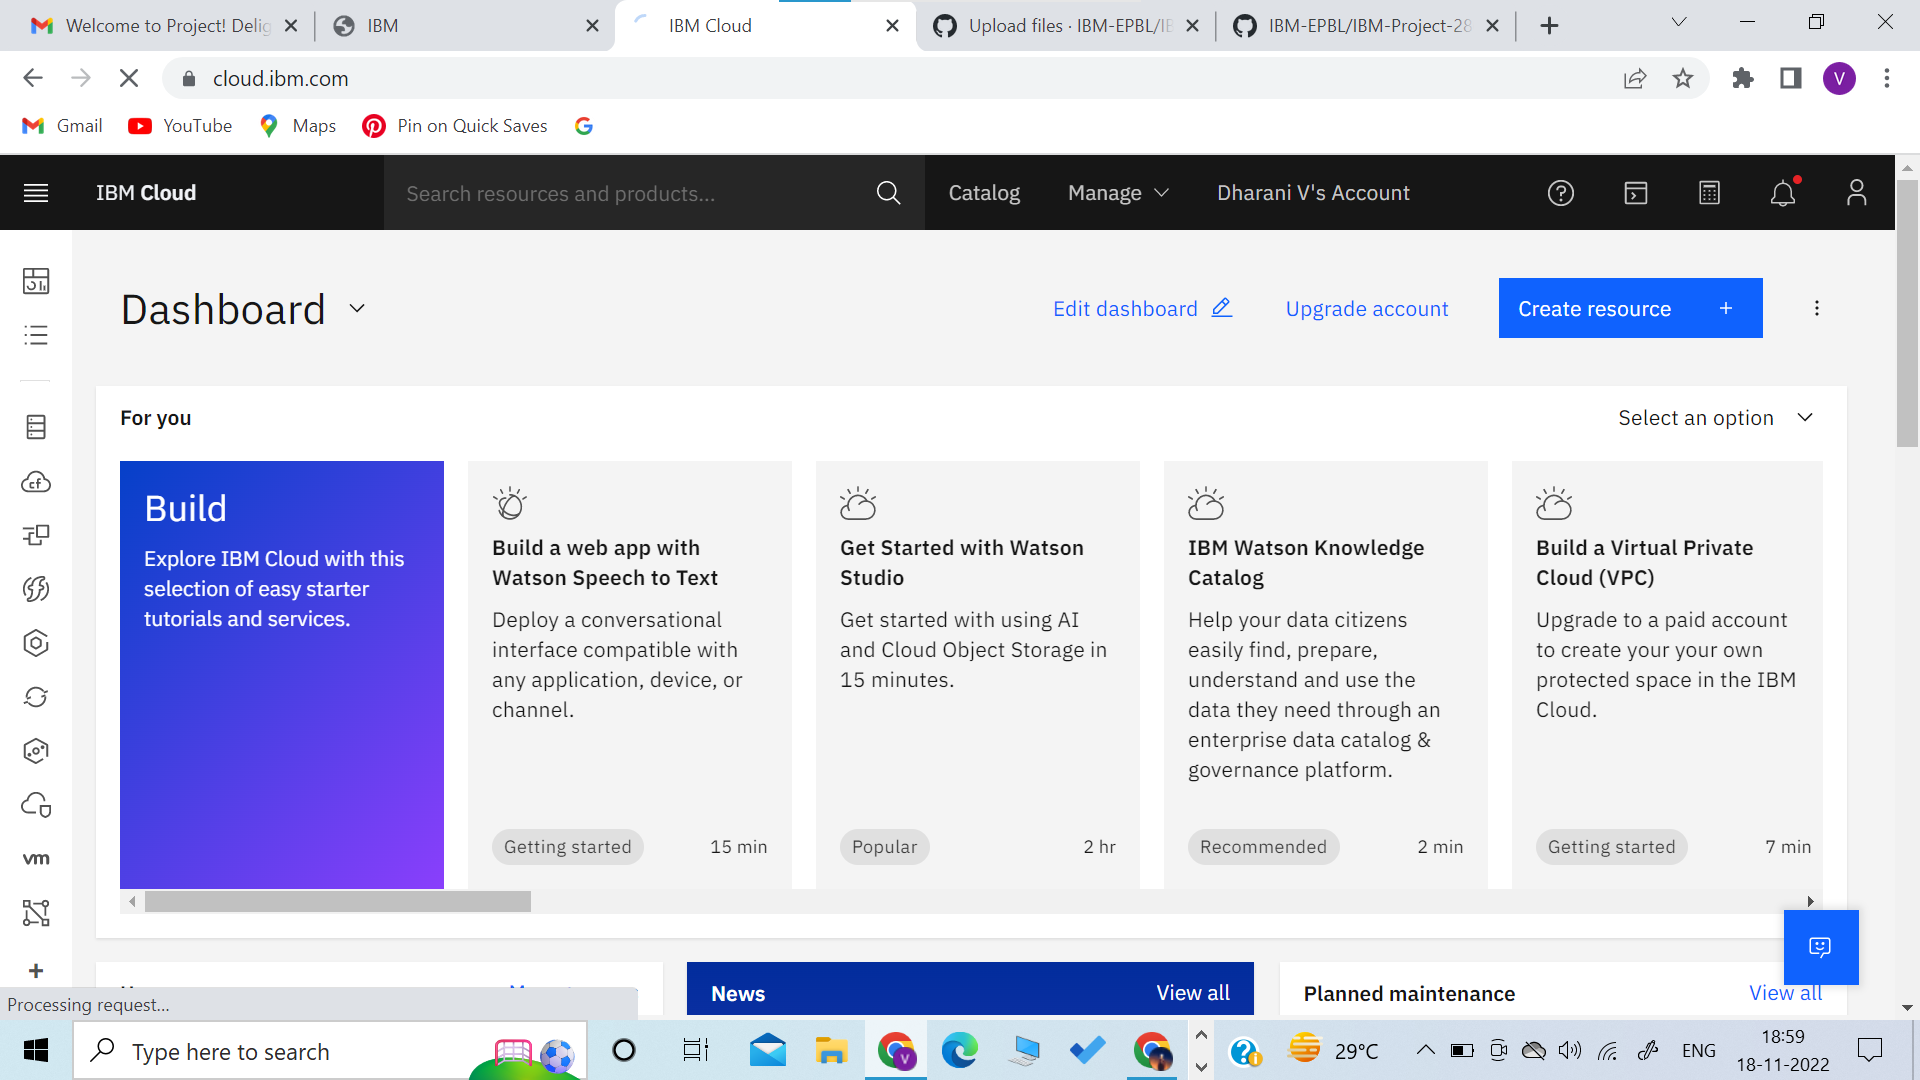 Welcome to Project! Delig
IBM
IBM Cloud
Upload files · IBM-EPBL/IB
IBM-EPBL/IBM-Project-28
cloud.ibm.com
V
Gmail
YouTube
Maps
Pin on Quick Saves
IBM Cloud
Search resources and products...
Catalog
Manage
Dharani V's Account
Dashboard
Edit dashboard
Upgrade account
Create resource +
For you
Select an option
Build
Explore IBM Cloud with this
selection of easy starter
tutorials and services.
Build a web app with
Watson Speech to Text
Deploy a conversational
interface compatible with
any application, device, or
channel.
Getting started
15 min
Get Started with Watson
Studio
Get started with using AI
and Cloud Object Storage in
15 minutes.
Popular
2 hr
IBM Watson Knowledge
Catalog
Help your data citizens
easily find, prepare,
understand and use the
data they need through an
enterprise data catalog &
governance platform.
Recommended
2 min
Build a Virtual Private
Cloud (VPC)
Upgrade to a paid account
to create your your own
protected space in the IBM
Cloud.
Getting started
7 min
cf
vm
News
View all
Planned maintenance
View all
Processing request...
Type here to search
V
29°C
ENG
18:59
18-11-2022